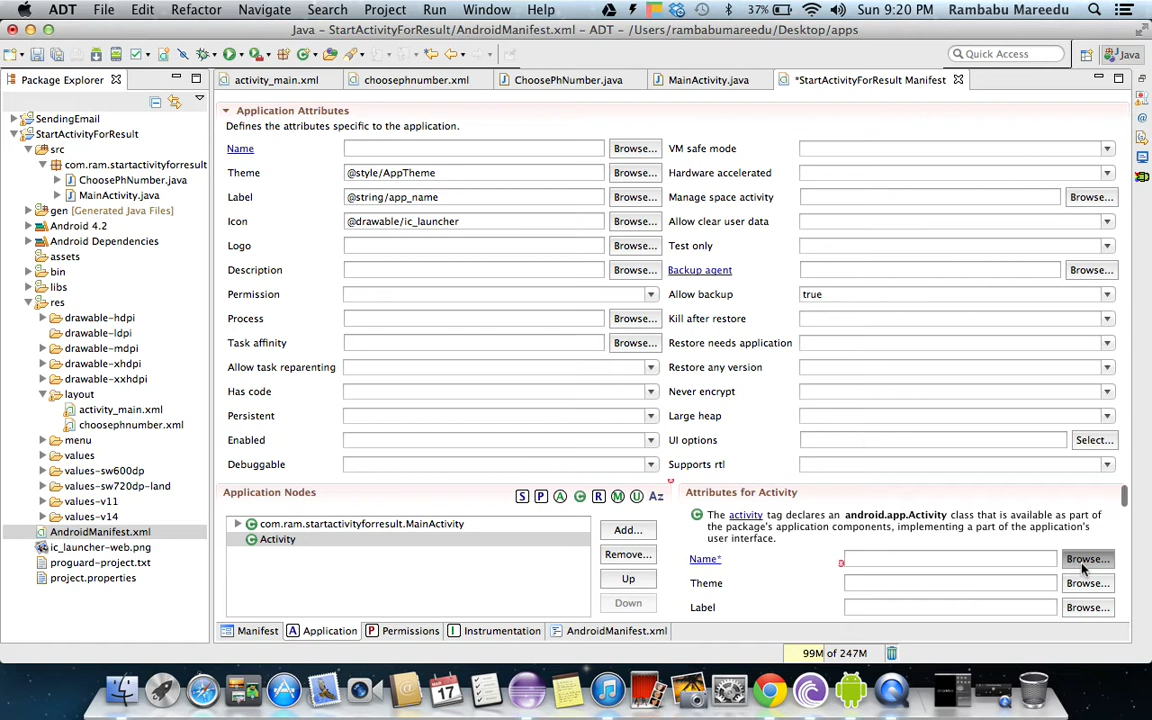 ADT File Edit Refactor Navigate Search Project Run Window Help 37% Sun 9:20 PM Rambabu Mareedu
Java - StartActivityForResult/AndroidManifest.xml - ADT - /Users/rambabumareedu/Desktop/apps
Quick Access Java
Package Explorer activity_main.xml choosephnumber.xml ChoosePhNumber.java MainActivity.java *StartActivityForResult Manifest
SendingEmail
StartActivityForResult
src
com.ram.startactivityforresult
ChoosePhNumber.java
MainActivity.java
gen [Generated Java Files]
Android 4.2
Android Dependencies
assets
bin
libs
res
drawable-hdpi
drawable-ldpi
drawable-mdpi
drawable-xhdpi
drawable-xxhdpi
layout
activity_main.xml
choosephnumber.xml
menu
values
values-sw600dp
values-sw720dp-land
values-v11
values-v14
AndroidManifest.xml
ic_launcher-web.png
proguard-project.txt
project.properties
Application Attributes
Defines the attributes specific to the application.
Name Browse... VM safe mode
Theme @style/AppTheme Browse... Hardware accelerated
Label @string/app_name Browse... Manage space activity Browse...
Icon @drawable/ic_launcher Browse... Allow clear user data
Logo Browse... Test only
Description Browse... Backup agent Browse...
Permission Allow backup true
Process Browse... Kill after restore
Task affinity Browse... Restore needs application
Allow task reparenting Restore any version
Has code Never encrypt
Persistent Large heap
Enabled UI options Select...
Debuggable Supports rtl
Application Nodes S P A C R M U Az
com.ram.startactivityforresult.MainActivity
Activity
Add...
Remove...
Up
Down
Attributes for Activity
The activity tag declares an android.app.Activity class that is available as part of
the package's application components, implementing a part of the application's
user interface.
Name* Browse...
Theme Browse...
Label Browse...
Manifest A Application P Permissions I Instrumentation AndroidManifest.xml
99M of 247M
17